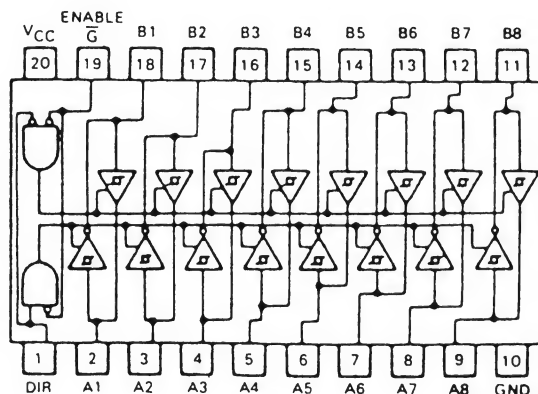 VCC ENABLE G B1 B2 B3 B4 B5 B6 B7 B8
20 19 18 17 16 15 14 13 12 11
1 2 3 4 5 6 7 8 9 10
DIR A1 A2 A3 A4 A5 A6 A7 A8 GND